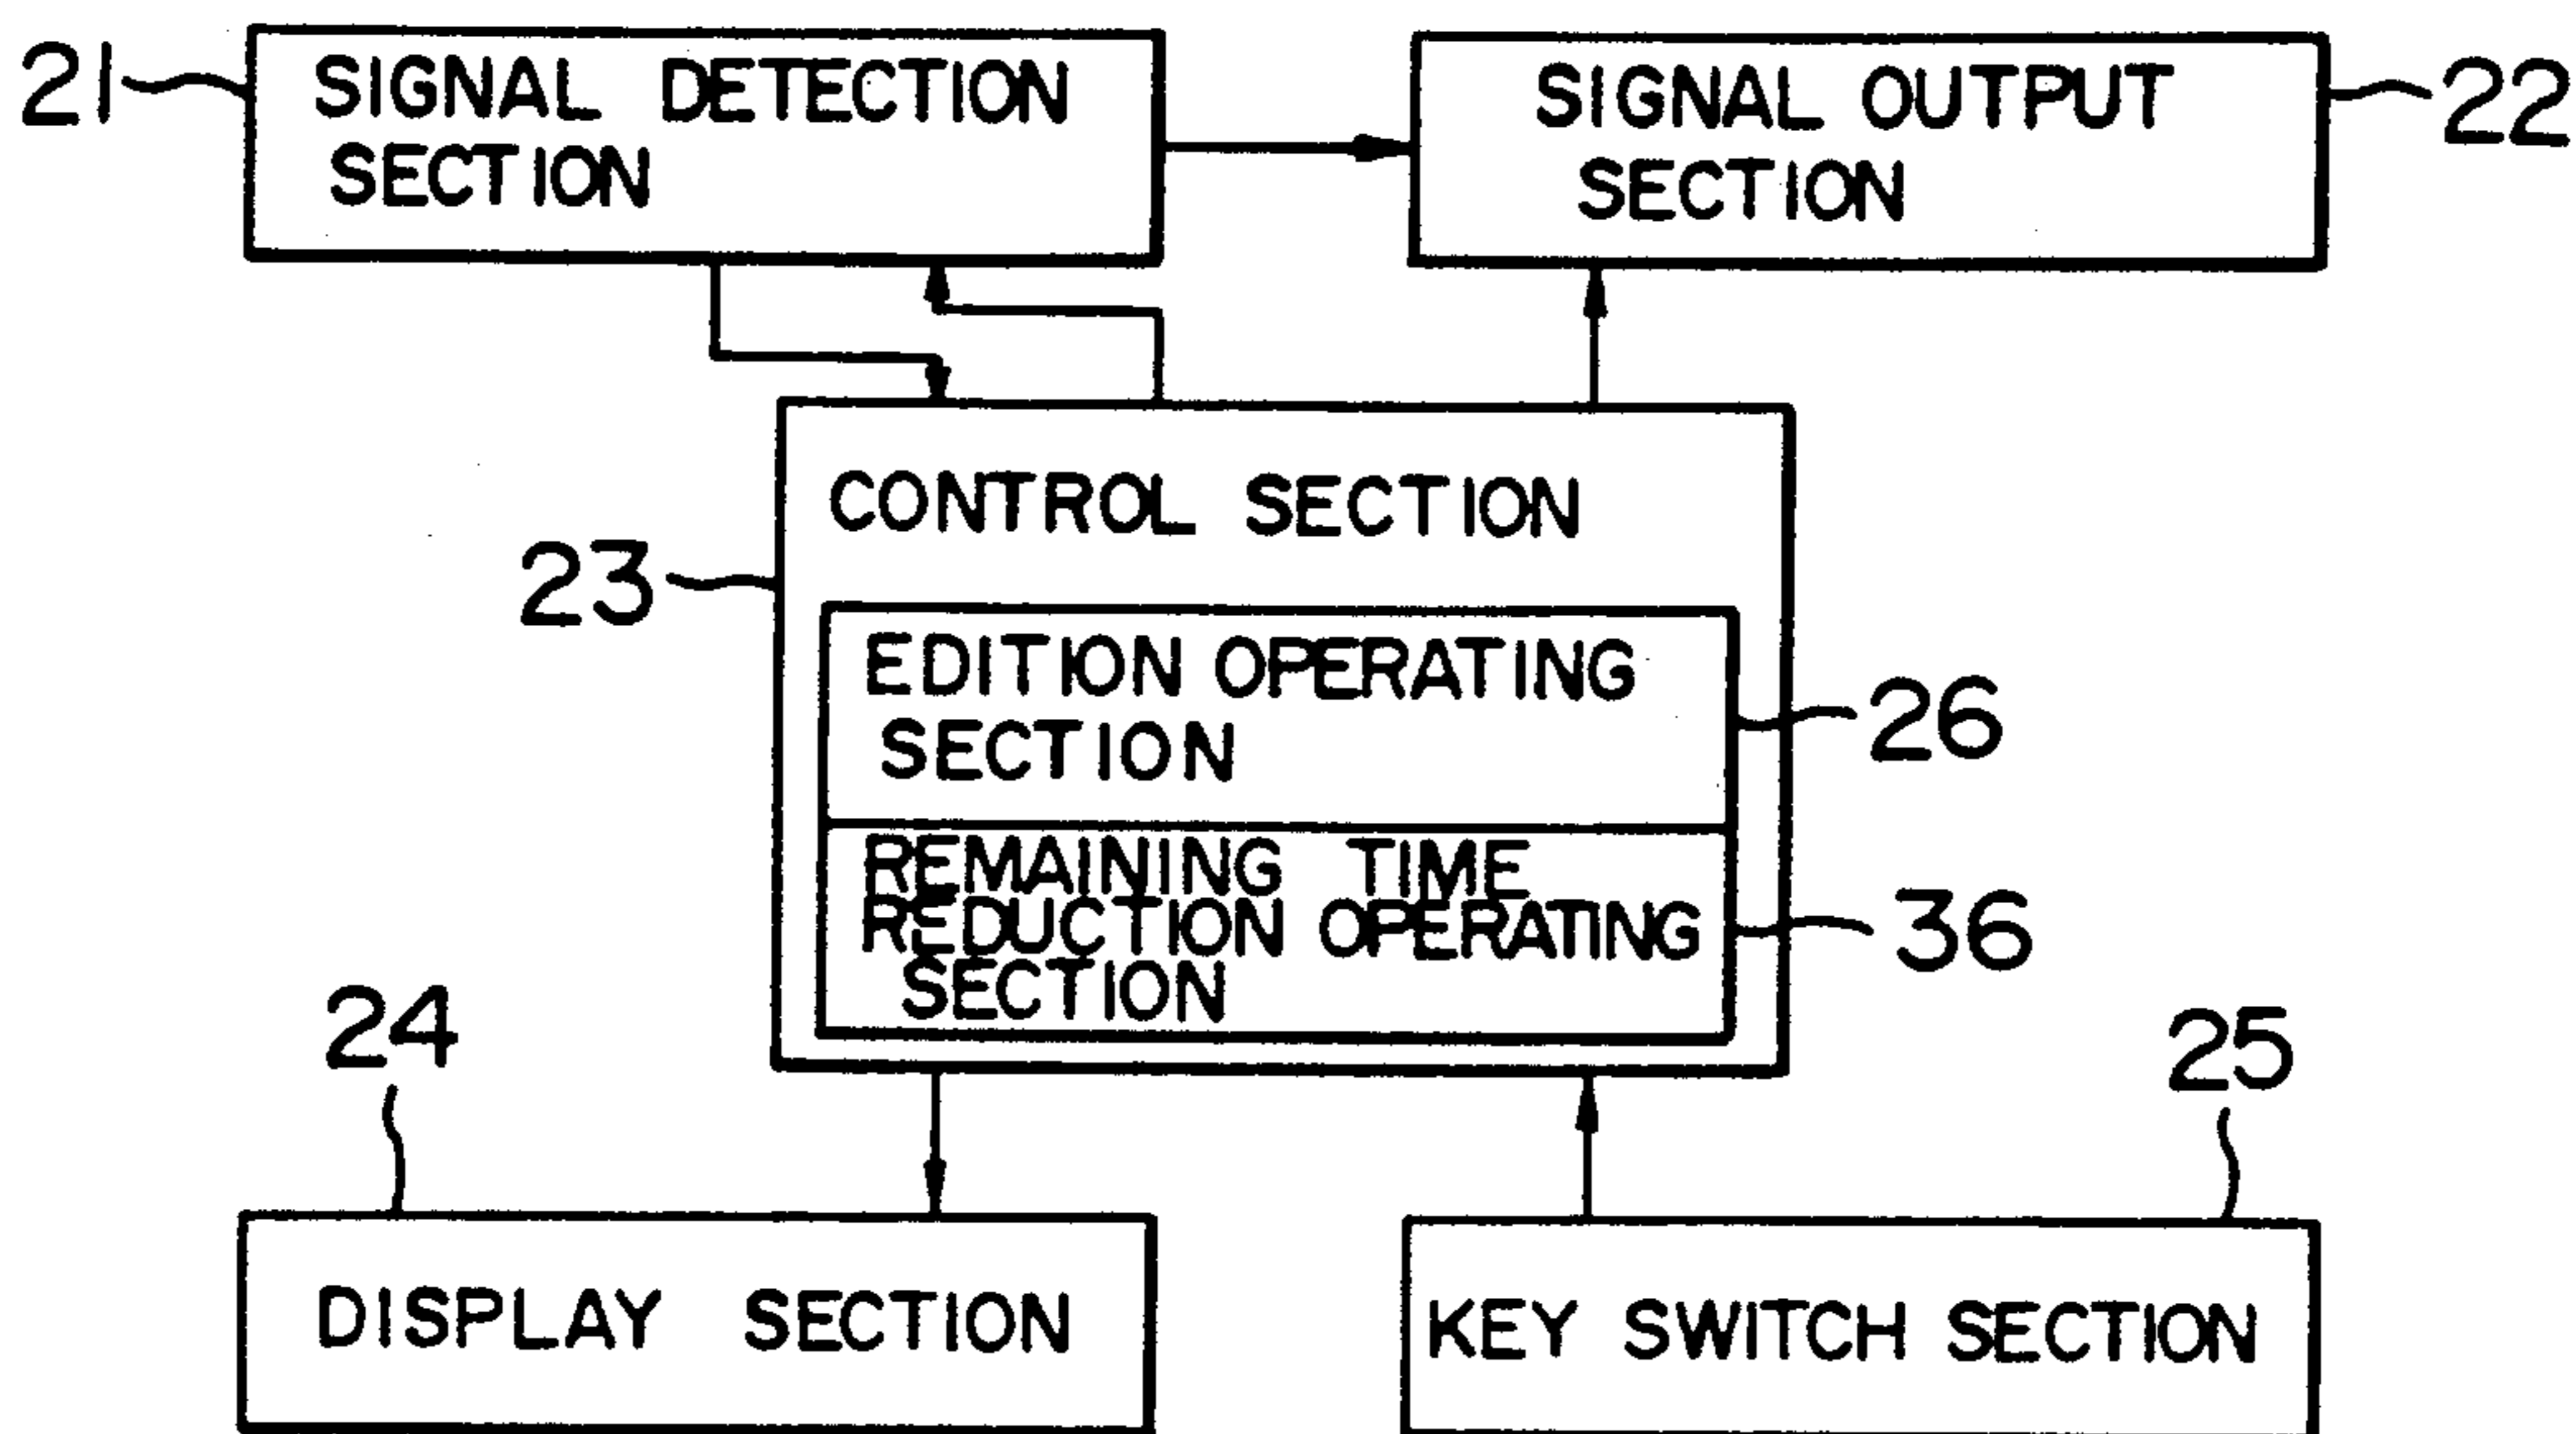 21
SIGNAL DETECTION
SECTION
SIGNAL OUTPUT
SECTION
22
CONTROL SECTION
23
EDITION OPERATING
SECTION
26
REMAINING TIME
REDUCTION OPERATING
SECTION
36
24
25
DISPLAY SECTION
KEY SWITCH SECTION